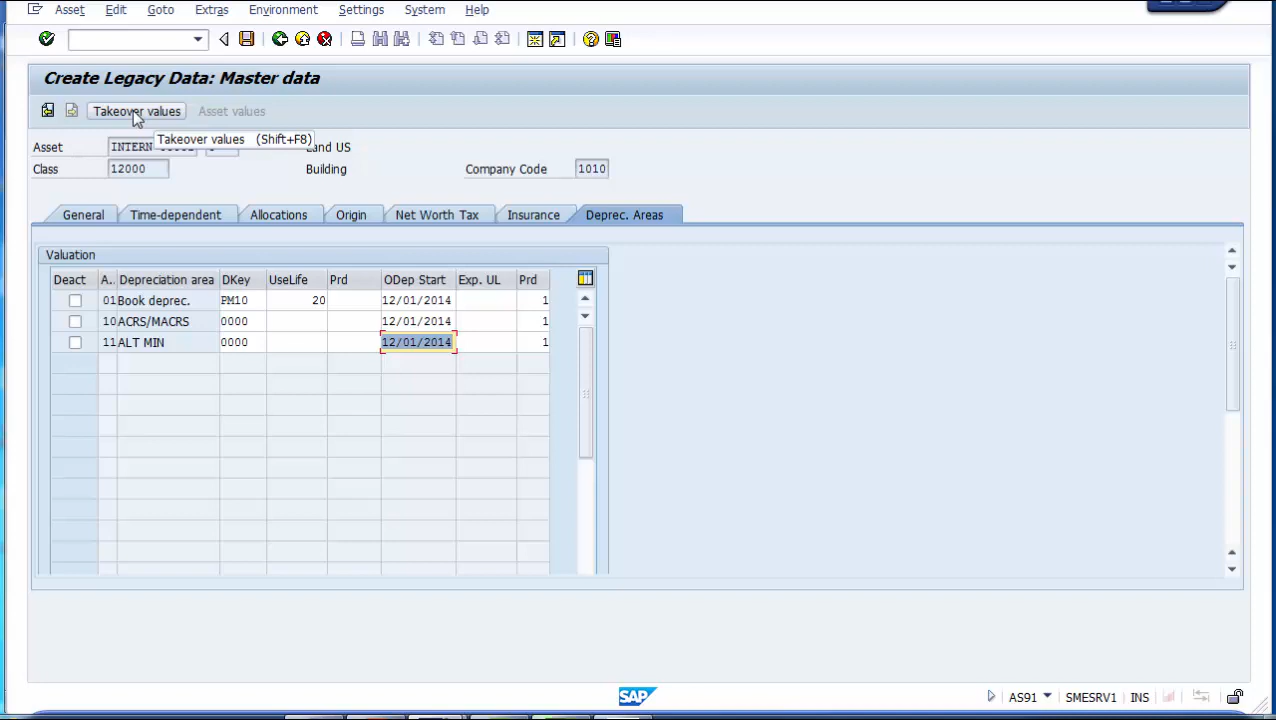 Asset Edit Goto Extras Environment Settings System Help
Create Legacy Data: Master data
Takeover values Asset values
Takeover values (Shift+F8)
Asset INTERN Land US
Class 12000 Building Company Code 1010
General Time-dependent Allocations Origin Net Worth Tax Insurance Deprec. Areas
Valuation
Deact A.. Depreciation area DKey UseLife Prd ODep Start Exp. UL Prd
01 Book deprec. PM10 20 12/01/2014 1
10 ACRS/MACRS 0000 12/01/2014 1
11 ALT MIN 0000 12/01/2014 1
SAP AS91 SMESRV1 INS